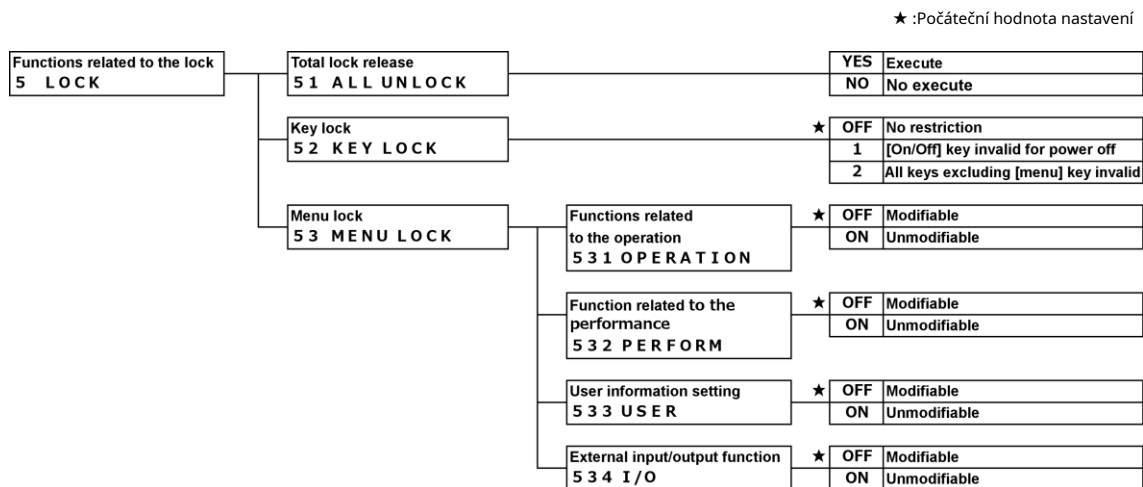 ★ :Počáteční hodnota nastavení
Functions related to the lock
5 LOCK
Total lock release
51 ALL UNLOCK
YES Execute
NO No execute
Key lock
52 KEY LOCK
★ OFF No restriction
1 [On/Off] key invalid for power off
2 All keys excluding [menu] key invalid
Menu lock
53 MENU LOCK
Functions related
to the operation
531 OPERATION
★ OFF Modifiable
ON Unmodifiable
Function related to the
performance
532 PERFORM
★ OFF Modifiable
ON Unmodifiable
User information setting
533 USER
★ OFF Modifiable
ON Unmodifiable
External input/output function
534 I/O
★ OFF Modifiable
ON Unmodifiable